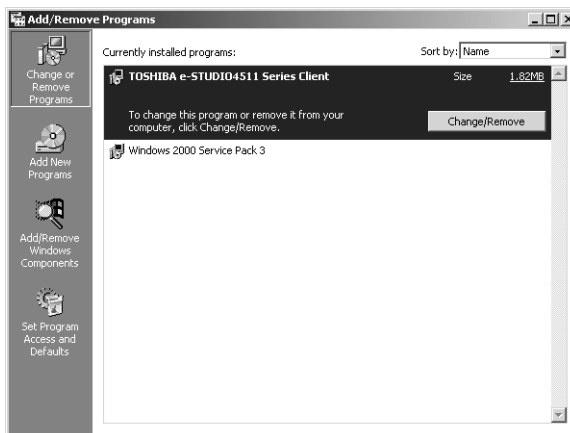 Add/Remove Programs
Change or
Remove
Programs
Add New
Programs
Add/Remove
Windows
Components
Set Program
Access and
Defaults
Currently installed programs:
Sort by: Name
TOSHIBA e-STUDIO4511 Series Client
Size 1.82MB
To change this program or remove it from your
computer, click Change/Remove.
Change/Remove
Windows 2000 Service Pack 3